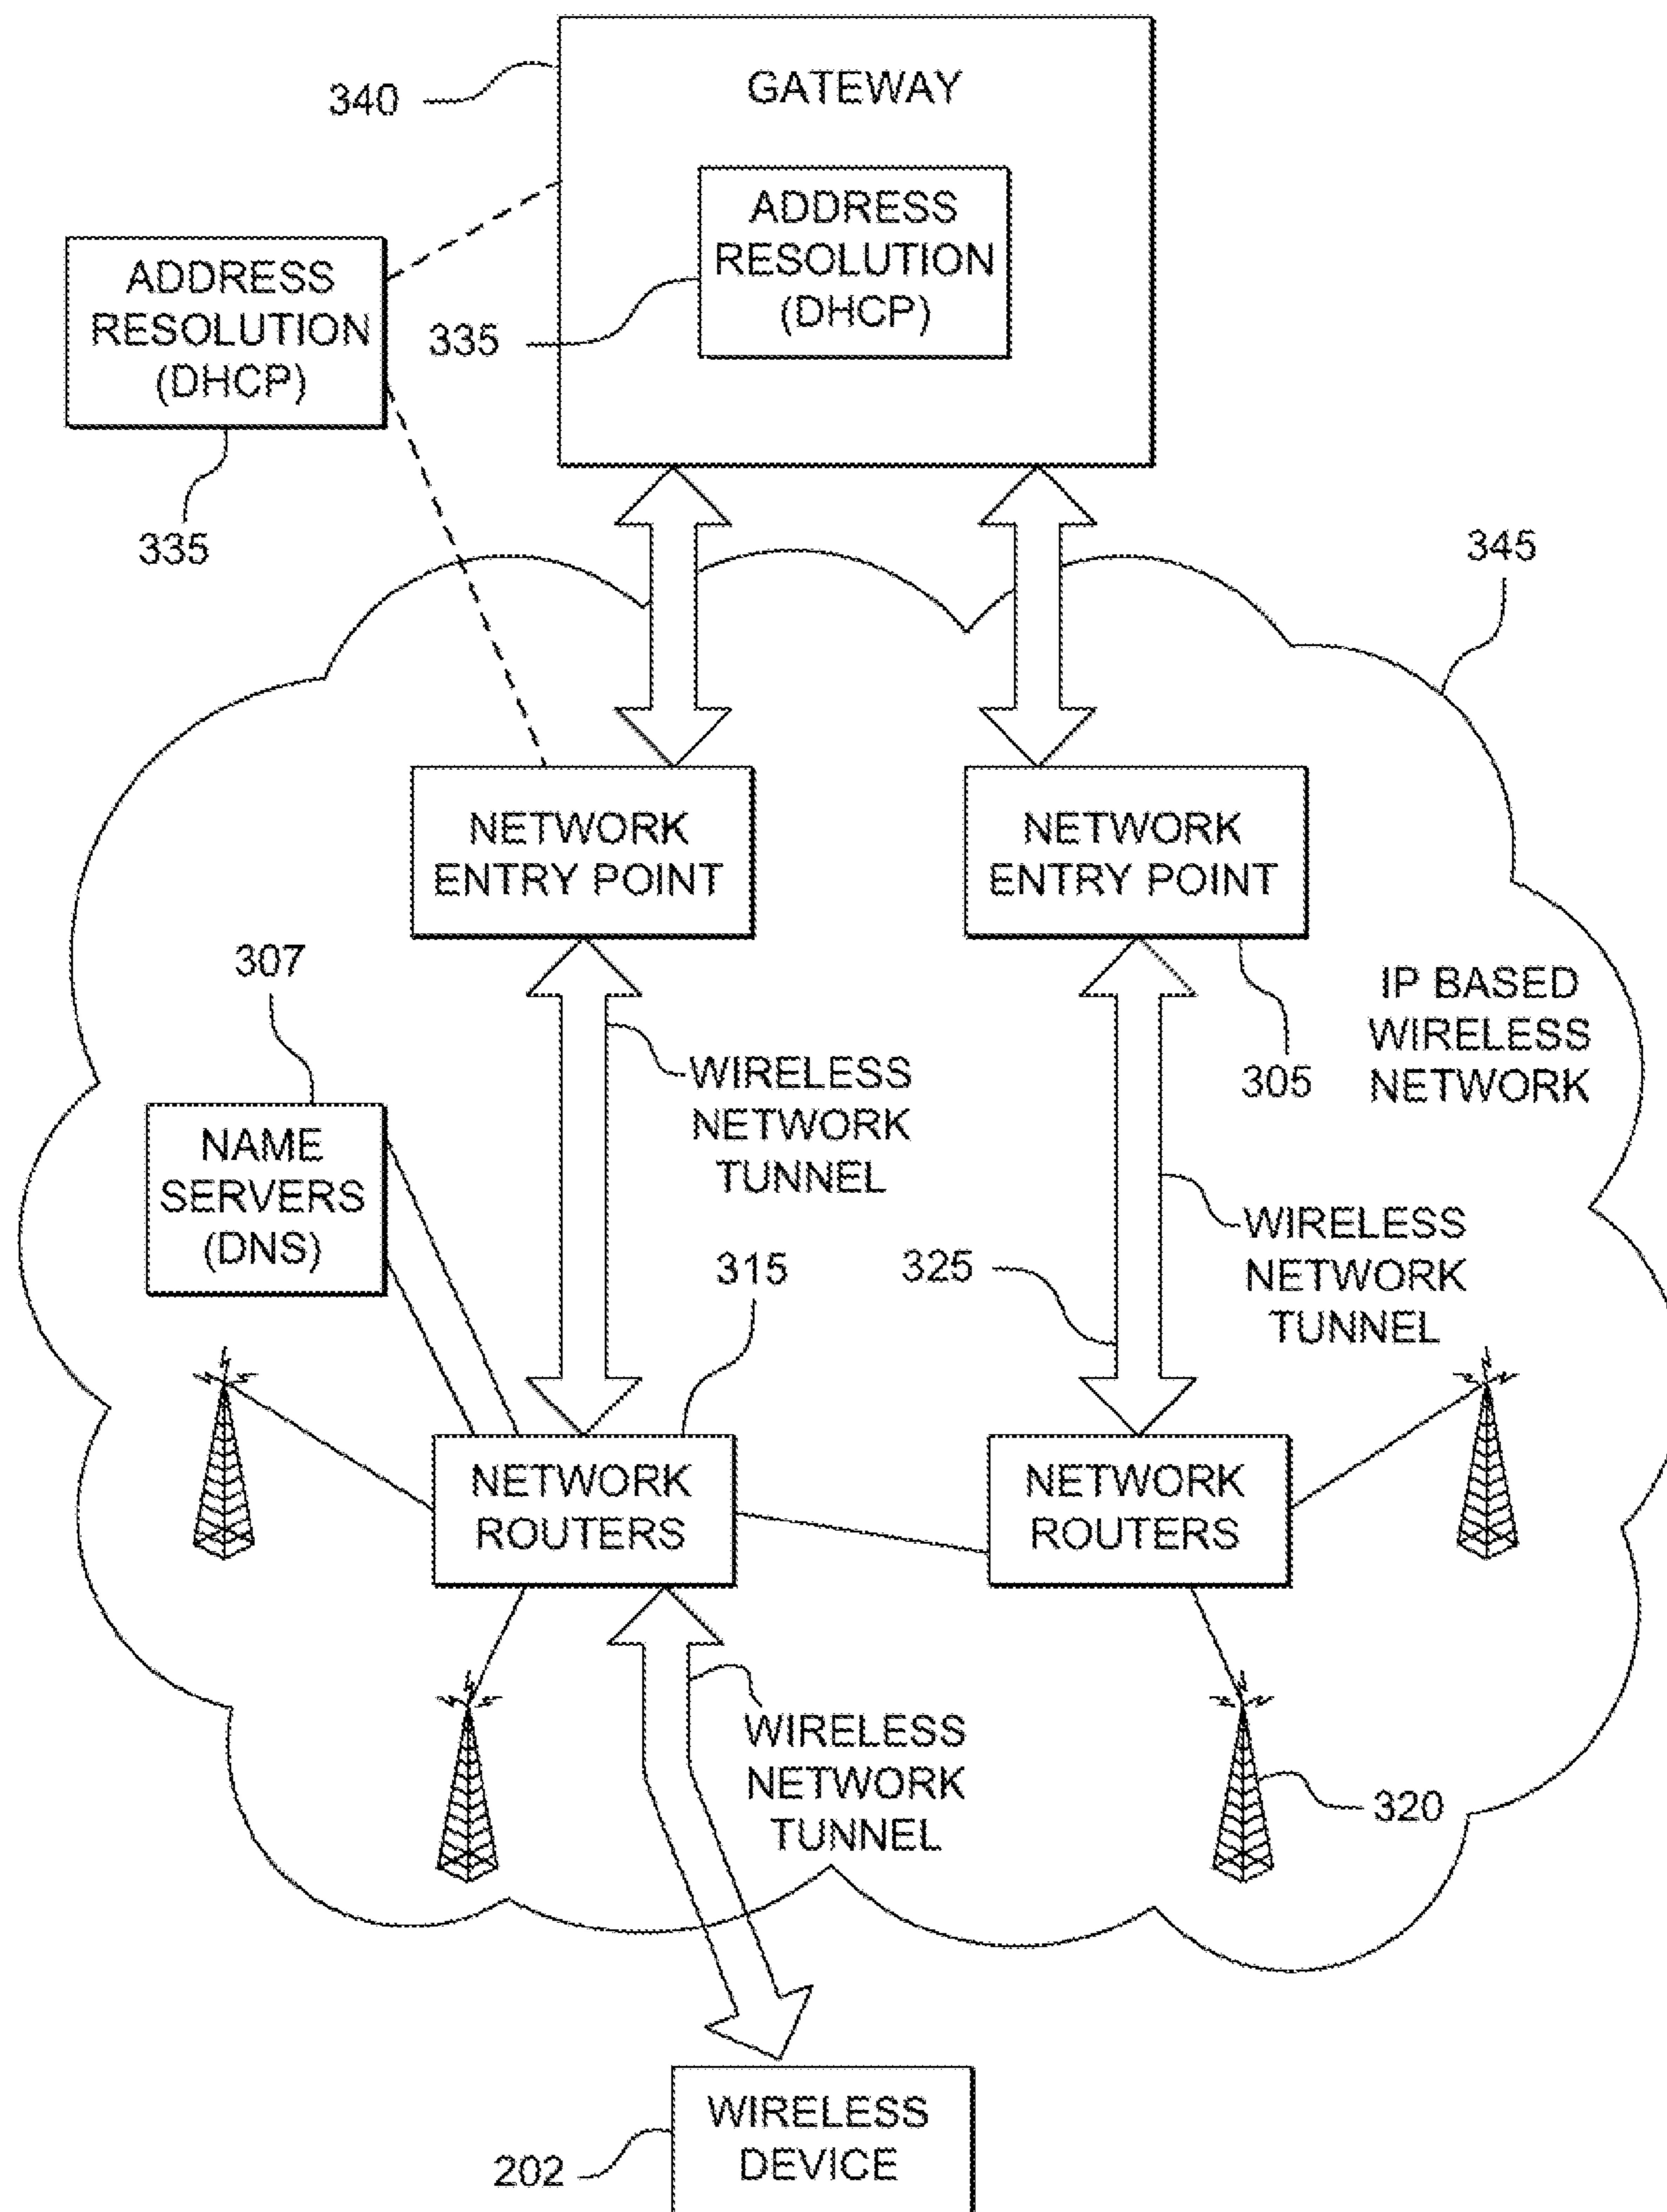 340
GATEWAY
ADDRESS
RESOLUTION
(DHCP)
335
ADDRESS
RESOLUTION
(DHCP)
335
345
NETWORK
ENTRY POINT
NETWORK
ENTRY POINT
305
IP BASED
WIRELESS
NETWORK
307
NAME
SERVERS
(DNS)
WIRELESS
NETWORK
TUNNEL
WIRELESS
NETWORK
TUNNEL
315
325
NETWORK
ROUTERS
NETWORK
ROUTERS
WIRELESS
NETWORK
TUNNEL
320
WIRELESS
DEVICE
202